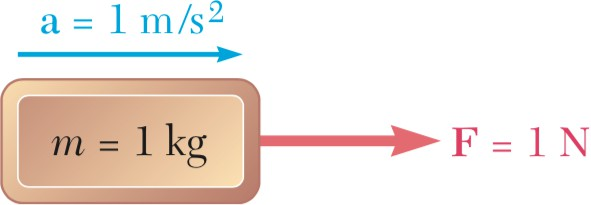 a = 1 m/s²
m = 1 kg
F = 1 N